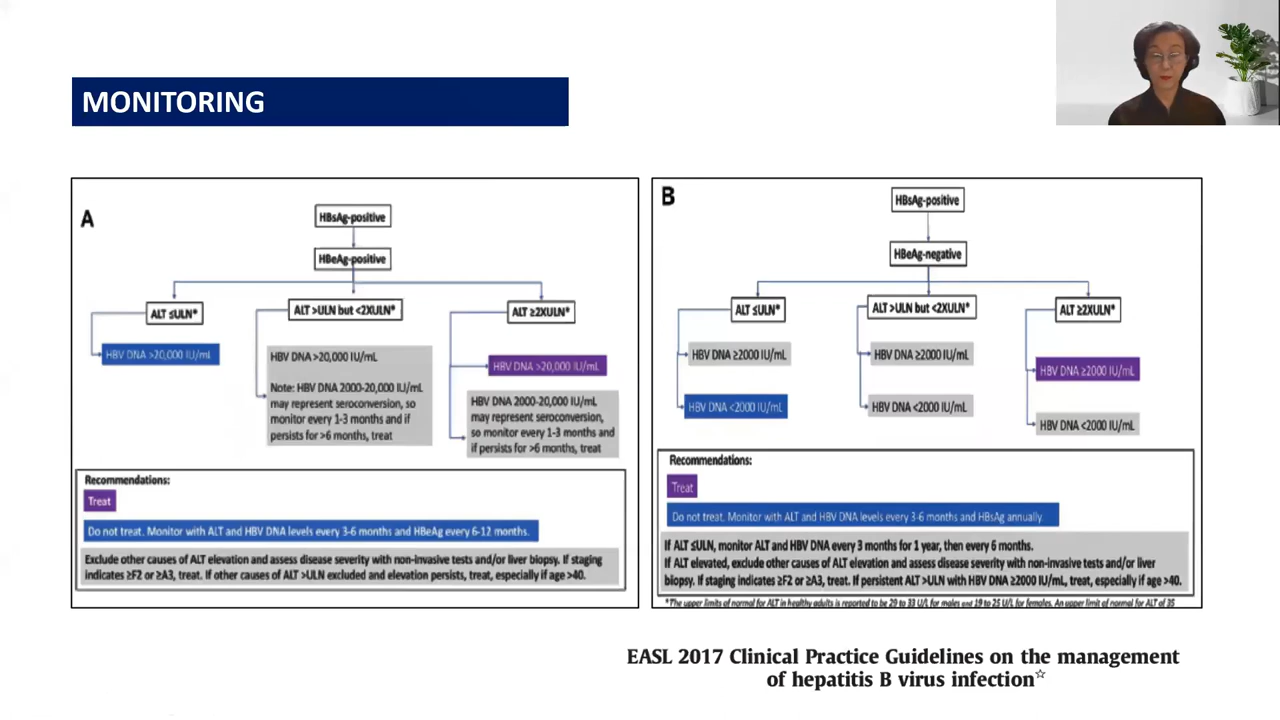 MONITORING
A
HBsAg-positive
HBeAg-positive
ALT ≤ULN*
ALT >ULN but <2XULN*
ALT ≥2XULN*
HBV DNA >20,000 IU/mL
HBV DNA >20,000 IU/mL
Note: HBV DNA 2000-20,000 IU/mL
may represent seroconversion, so
monitor every 1-3 months and if
persists for >6 months, treat
HBV DNA >20,000 IU/mL
HBV DNA 2000-20,000 IU/mL
may represent seroconversion,
so monitor every 1-3 months and
if persists for >6 months, treat
Recommendations:
Treat
Do not treat. Monitor with ALT and HBV DNA levels every 3-6 months and HBeAg every 6-12 months.
Exclude other causes of ALT elevation and assess disease severity with non-invasive tests and/or liver biopsy. If staging
indicates ≥F2 or ≥A3, treat. If other causes of ALT >ULN excluded and elevation persists, treat, especially if age >40.
B
HBsAg-positive
HBeAg-negative
ALT ≤ULN*
ALT >ULN but <2XULN*
ALT ≥2XULN*
HBV DNA ≥2000 IU/mL
HBV DNA <2000 IU/mL
HBV DNA ≥2000 IU/mL
HBV DNA <2000 IU/mL
HBV DNA ≥2000 IU/mL
HBV DNA <2000 IU/mL
Recommendations:
Treat
Do not treat. Monitor with ALT and HBV DNA levels every 3-6 months and HBsAg annually.
If ALT ≤ULN, monitor ALT and HBV DNA every 3 months for 1 year, then every 6 months.
If ALT elevated, exclude other causes of ALT elevation and assess disease severity with non-invasive tests and/or liver
biopsy. If staging indicates ≥F2 or ≥A3, treat. If persistent ALT >ULN with HBV DNA ≥2000 IU/mL, treat, especially if age >40.
*The upper limits of normal for ALT in healthy adults is reported to be 29 to 33 U/L for males and 19 to 25 U/L for females. An upper limit of normal for ALT of 35
EASL 2017 Clinical Practice Guidelines on the management
of hepatitis B virus infection☆